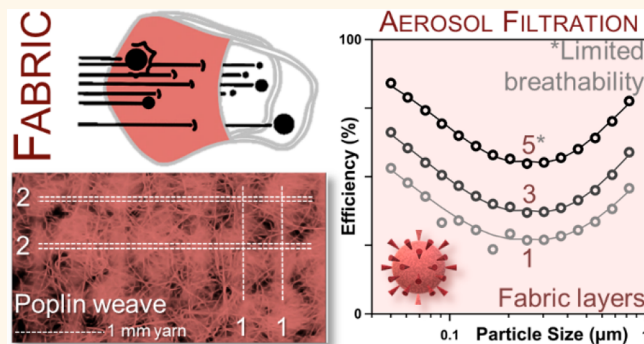 FABRIC
2
2
Poplin weave
1 mm yarn
1 1
AEROSOL FILTRATION
*Limited
breathability
100
Efficiency (%)
5*
3
1
0
Fabric layers
0.1
Particle Size (μm)
1